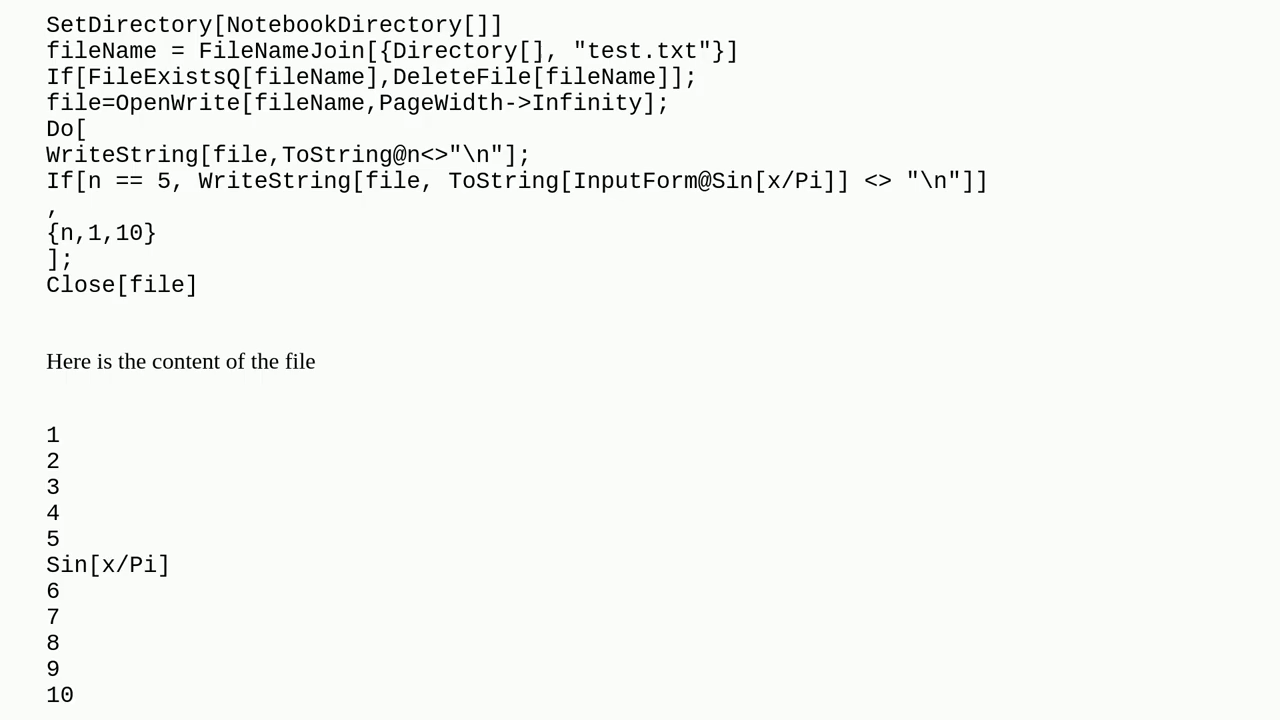 SetDirectory[NotebookDirectory[]]
fileName = FileNameJoin[{Directory[], "test.txt"}]
If[FileExistsQ[fileName],DeleteFile[fileName]];
file=OpenWrite[fileName,PageWidth->Infinity];
Do[
WriteString[file,ToString@n<>"\n"];
If[n == 5, WriteString[file, ToString[InputForm@Sin[x/Pi]] <> "\n"]]
,
{n,1,10}
];
Close[file]
Here is the content of the file
1
2
3
4
5
Sin[x/Pi]
6
7
8
9
10